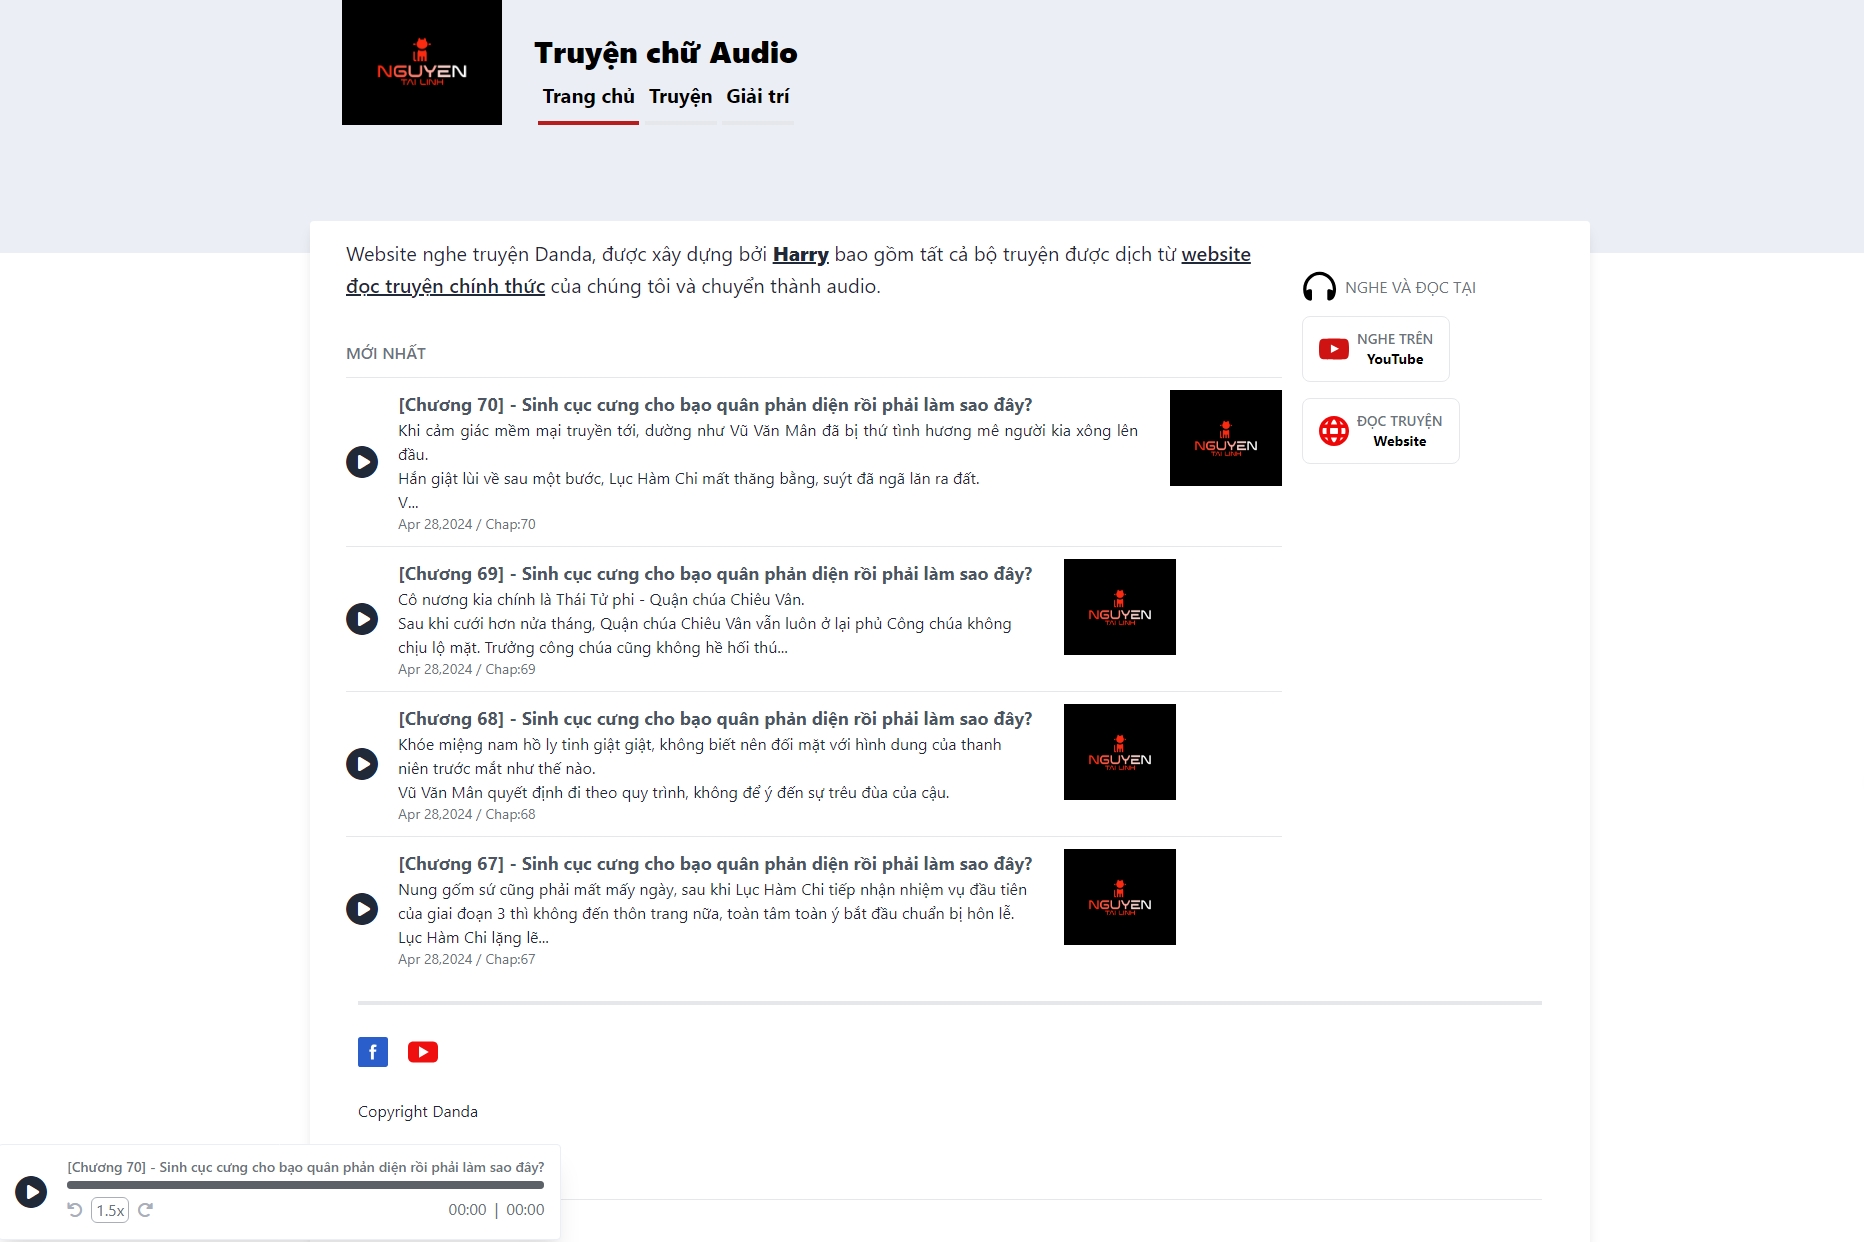 NGUYEN
TAI LINH
Truyện chữ Audio
Trang chủ Truyện Giải trí
Website nghe truyện Danda, được xây dựng bởi Harry bao gồm tất cả bộ truyện được dịch từ website
đọc truyện chính thức của chúng tôi và chuyển thành audio.
NGHE VÀ ĐỌC TẠI
NGHE TRÊN
YouTube
ĐỌC TRUYỆN
Website
MỚI NHẤT
[Chương 70] - Sinh cục cưng cho bạo quân phản diện rồi phải làm sao đây?
Khi cảm giác mềm mại truyền tới, dường như Vũ Văn Mân đã bị thứ tình hương mê người kia xông lên
đầu.
Hắn giật lùi về sau một bước, Lục Hàm Chi mất thăng bằng, suýt đã ngã lăn ra đất.
V...
Apr 28,2024 / Chap:70
NGUYEN
TAI LINH
[Chương 69] - Sinh cục cưng cho bạo quân phản diện rồi phải làm sao đây?
Cô nương kia chính là Thái Tử phi - Quận chúa Chiêu Vân.
Sau khi cưới hơn nửa tháng, Quận chúa Chiêu Vân vẫn luôn ở lại phủ Công chúa không
chịu lộ mặt. Trưởng công chúa cũng không hề hối thú...
Apr 28,2024 / Chap:69
NGUYEN
TAI LINH
[Chương 68] - Sinh cục cưng cho bạo quân phản diện rồi phải làm sao đây?
Khóe miệng nam hồ ly tinh giật giật, không biết nên đối mặt với hình dung của thanh
niên trước mắt như thế nào.
Vũ Văn Mân quyết định đi theo quy trình, không để ý đến sự trêu đùa của cậu.
Apr 28,2024 / Chap:68
NGUYEN
TAI LINH
[Chương 67] - Sinh cục cưng cho bạo quân phản diện rồi phải làm sao đây?
Nung gốm sứ cũng phải mất mấy ngày, sau khi Lục Hàm Chi tiếp nhận nhiệm vụ đầu tiên
của giai đoạn 3 thì không đến thôn trang nữa, toàn tâm toàn ý bắt đầu chuẩn bị hôn lễ.
Lục Hàm Chi lặng lẽ...
Apr 28,2024 / Chap:67
NGUYEN
TAI LINH
Copyright Danda
[Chương 70] - Sinh cục cưng cho bạo quân phản diện rồi phải làm sao đây?
1.5x
00:00 | 00:00